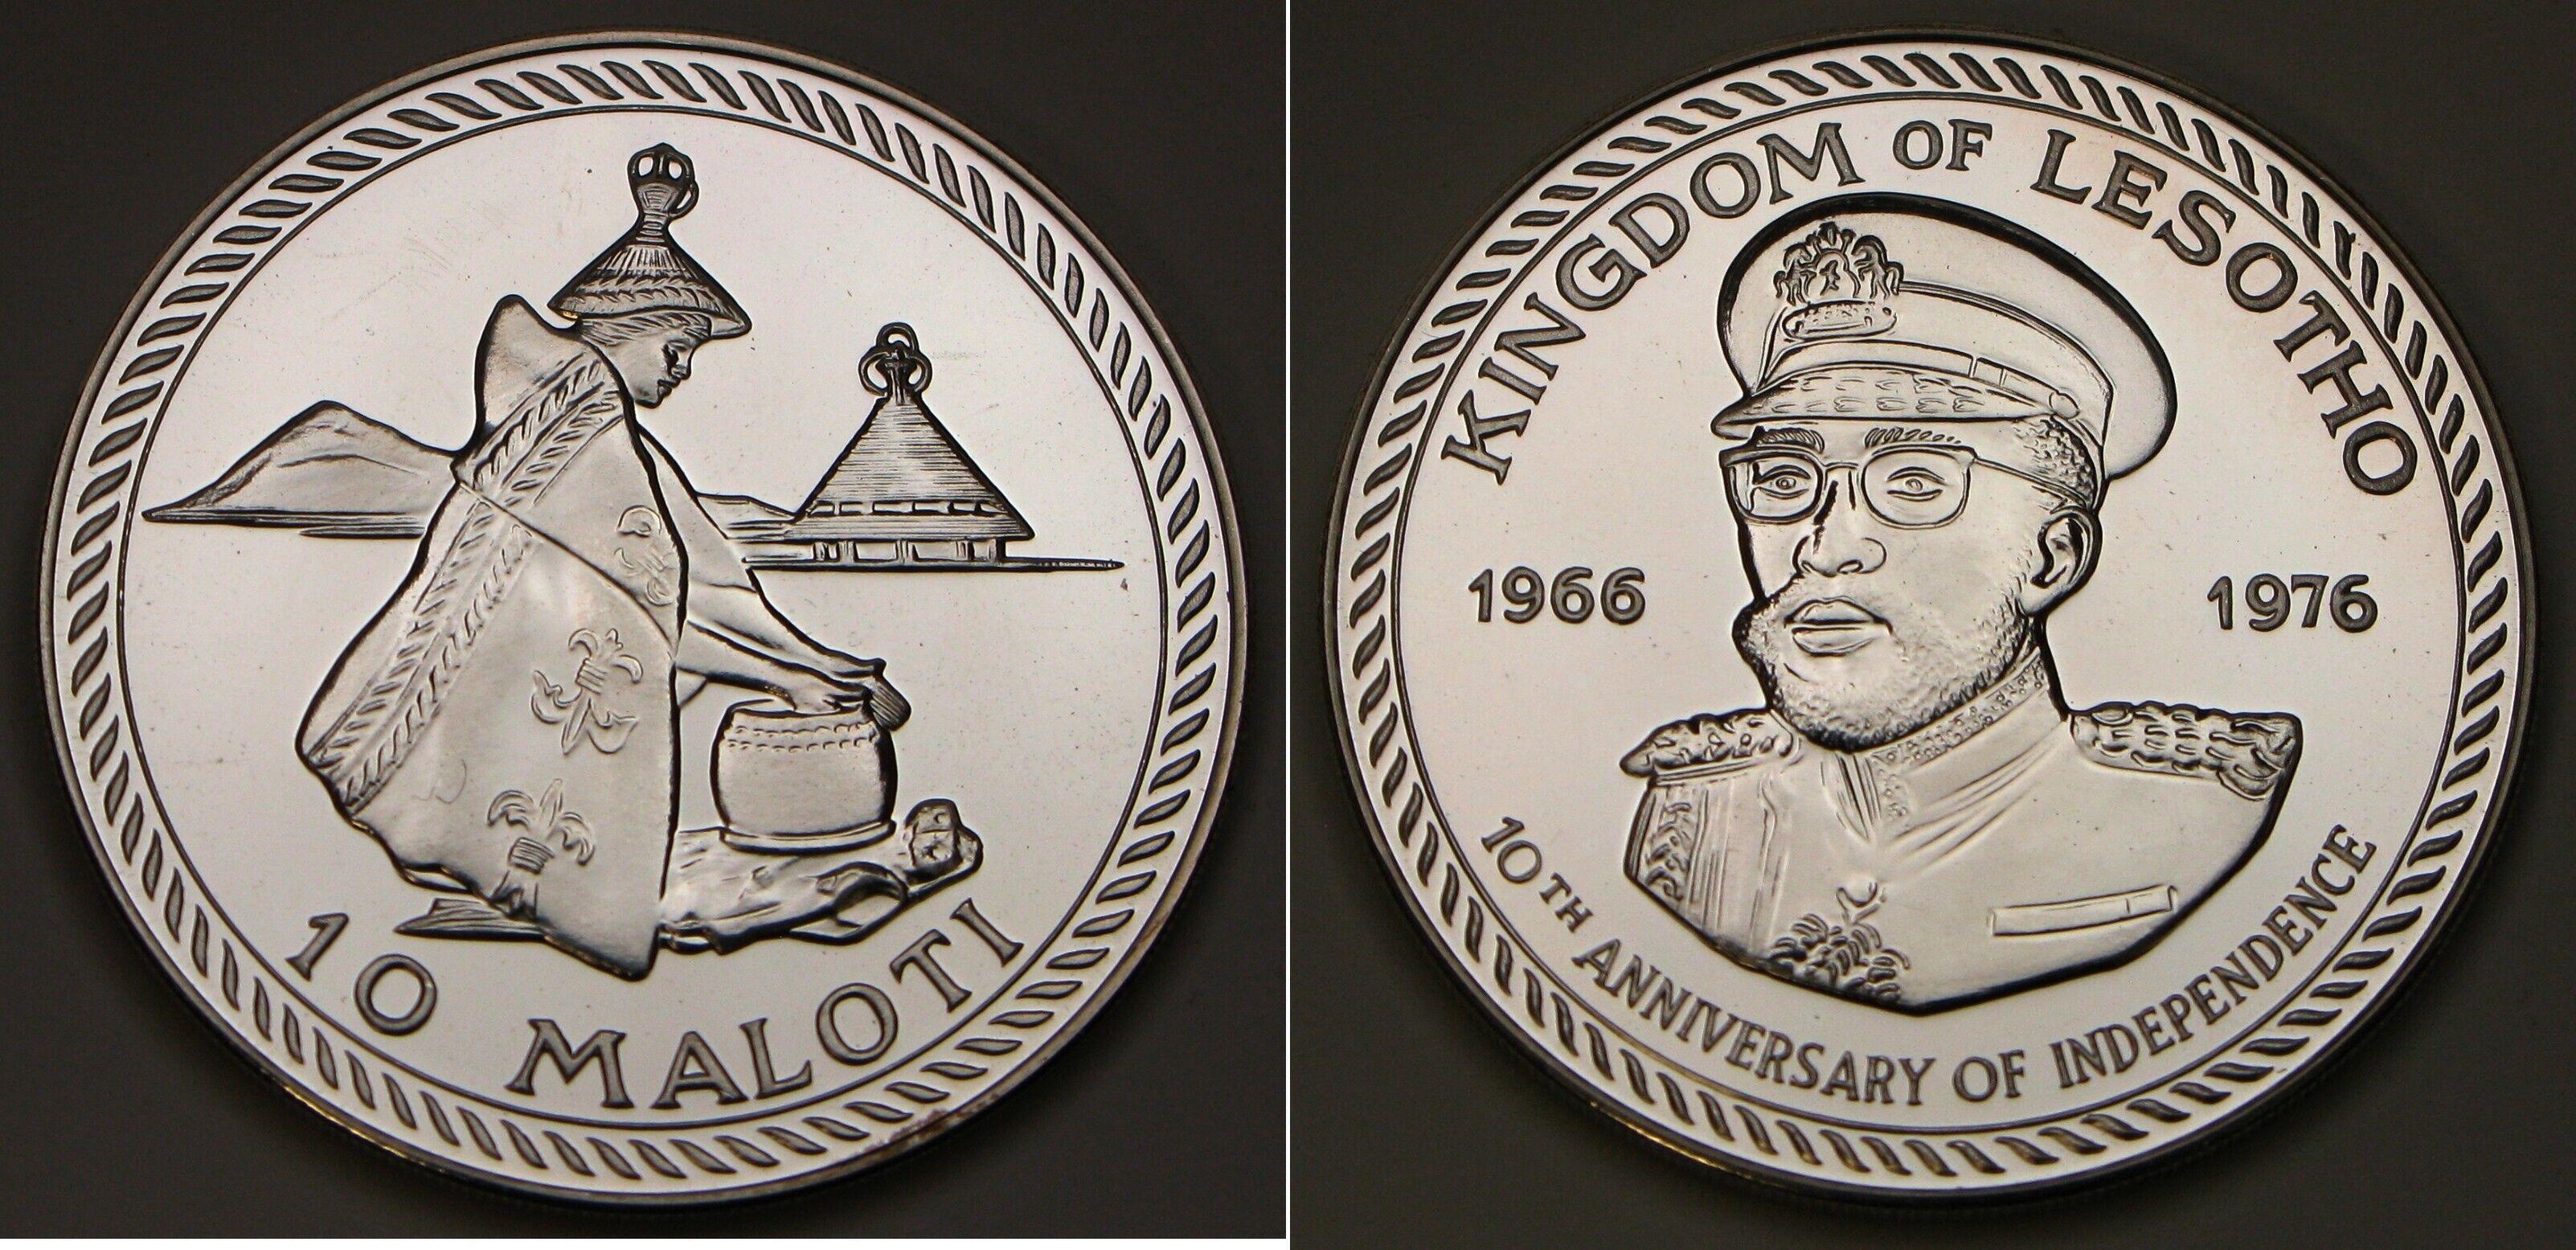 10 MALOTI
KINGDOM OF LESOTHO
1966 1976
10TH ANNIVERSARY OF INDEPENDENCE